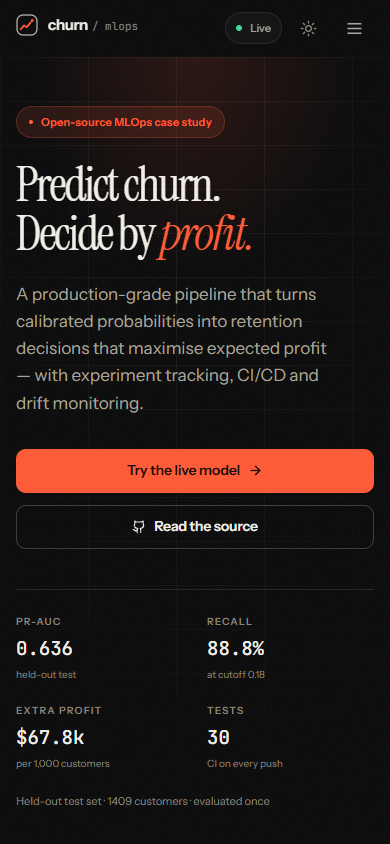 churn / mlops
Live
Open-source MLOps case study
Predict churn.
Decide by profit.
A production-grade pipeline that turns
calibrated probabilities into retention
decisions that maximise expected profit
— with experiment tracking, CI/CD and
drift monitoring.
Try the live model →
Read the source
PR-AUC
0.636
held-out test
RECALL
88.8%
at cutoff 0.18
EXTRA PROFIT
$67.8k
per 1,000 customers
TESTS
30
CI on every push
Held-out test set · 1409 customers · evaluated once